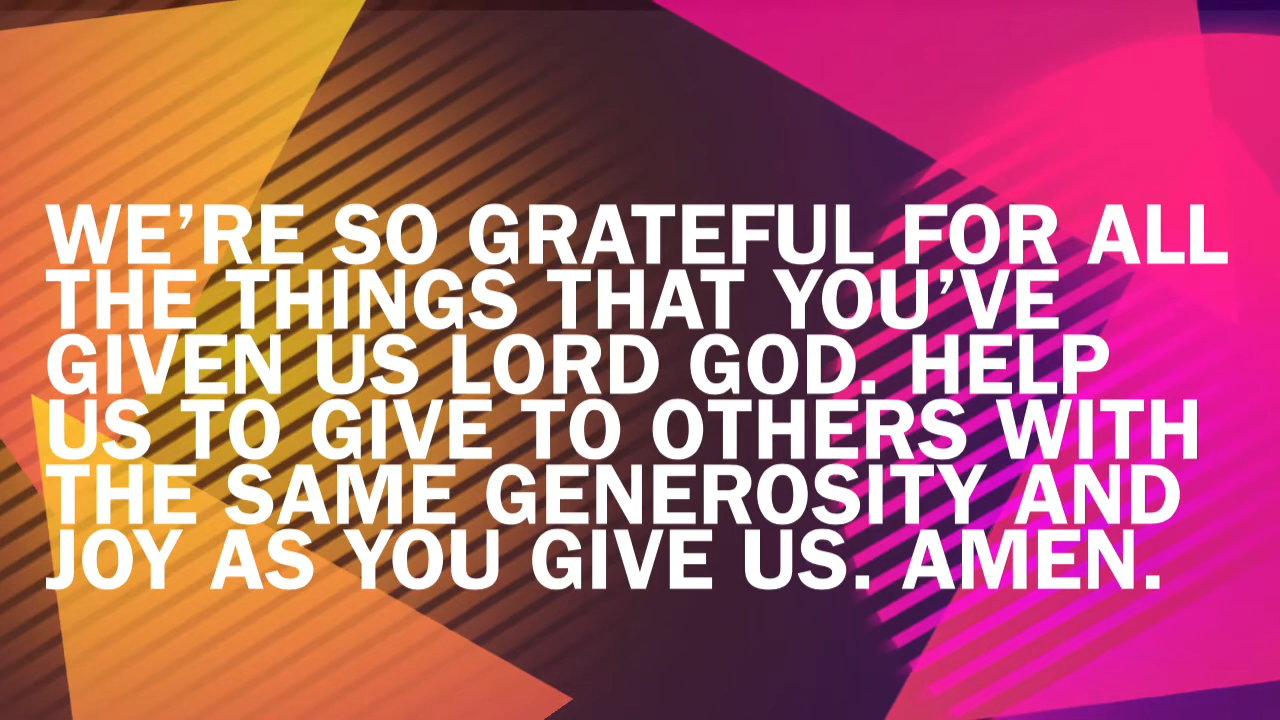 WE’RE SO GRATEFUL FOR ALL
THE THINGS THAT YOU’VE
GIVEN US LORD GOD. HELP
US TO GIVE TO OTHERS WITH
THE SAME GENEROSITY AND
JOY AS YOU GIVE US. AMEN.